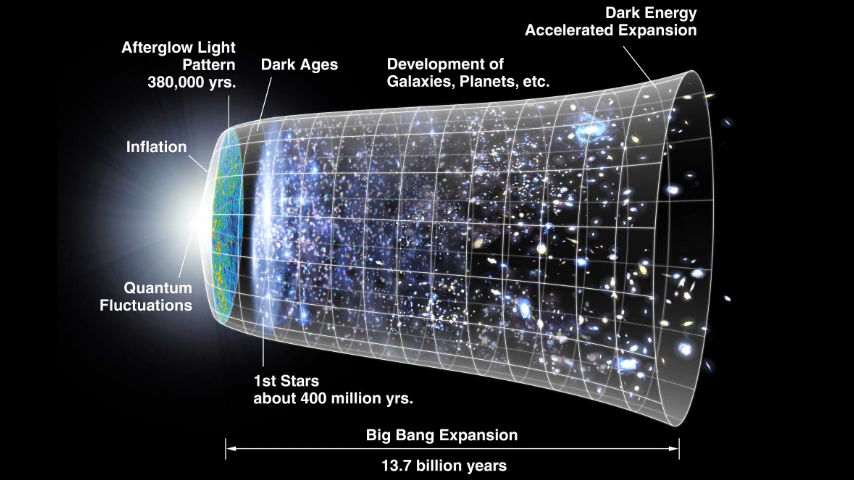 Dark Energy
Accelerated Expansion
Afterglow Light
Pattern
380,000 yrs.
Dark Ages
Development of
Galaxies, Planets, etc.
Inflation
Quantum
Fluctuations
1st Stars
about 400 million yrs.
Big Bang Expansion
13.7 billion years